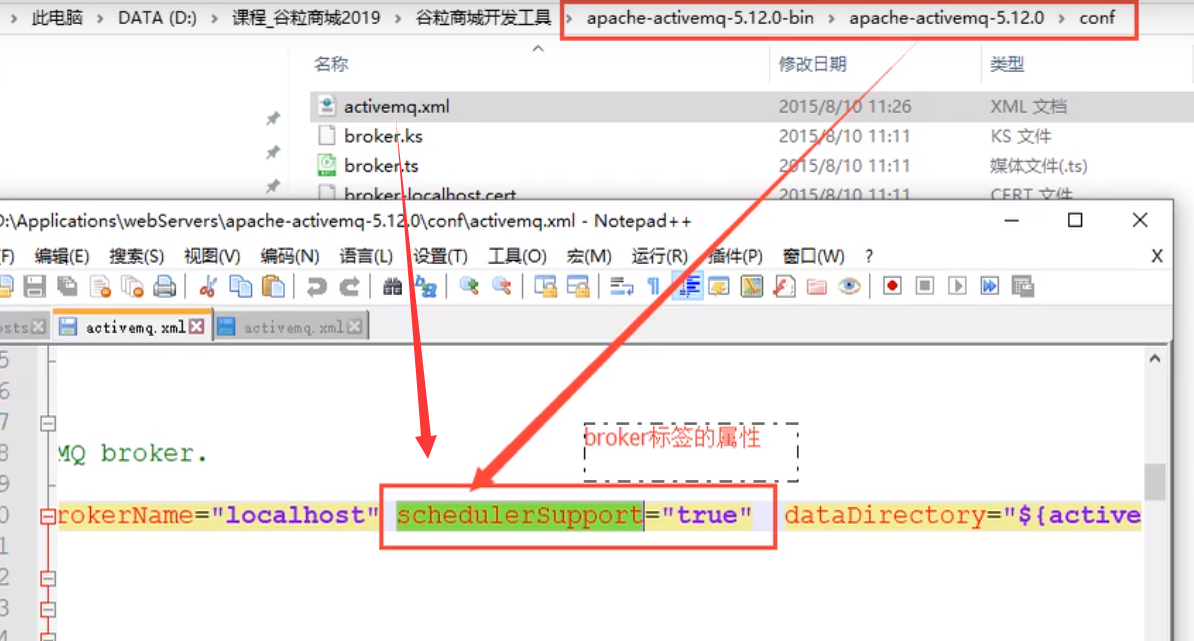 此电脑 › DATA (D:) › 课程_谷粒商城2019 › 谷粒商城开发工具 › apache-activemq-5.12.0-bin › apache-activemq-5.12.0 › conf
名称 修改日期 类型
activemq.xml 2015/8/10 11:26 XML 文档
broker.ks 2015/8/10 11:11 KS 文件
broker.ts 2015/8/10 11:11 媒体文件(.ts)
broker-localhost.cert 2015/8/10 11:11 CERT 文件
D:\Applications\webServers\apache-activemq-5.12.0\conf\activemq.xml - Notepad++
(F) 编辑(E) 搜索(S) 视图(V) 编码(N) 语言(L) 设置(T) 工具(O) 宏(M) 运行(R) 插件(P) 窗口(W) ? X
osts activemq.xml activemq.xml
5
6
7
broker标签的属性
8 MQ broker.
9
0 rokerName="localhost" schedulerSupport="true" dataDirectory="${active
1
2
3
4